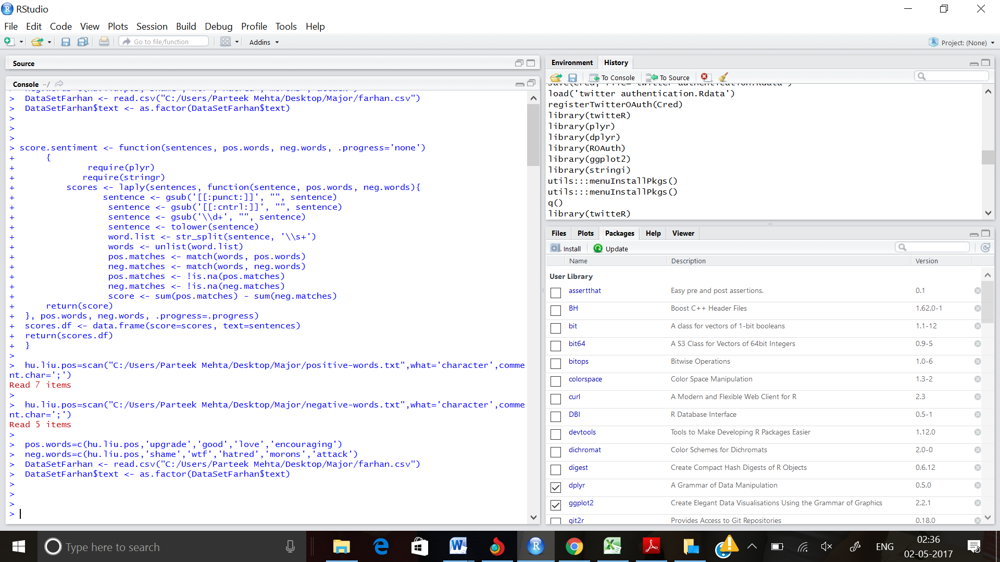 RStudio
File Edit Code View Plots Session Build Debug Profile Tools Help
Go to file/function Addins Project: (None)
Source
Console ~/
> DataSetFarhan <- read.csv("C:/Users/Parteek Mehta/Desktop/Major/farhan.csv")
> DataSetFarhan$text <- as.factor(DataSetFarhan$text)
>
>
>
> score.sentiment <- function(sentences, pos.words, neg.words, .progress='none')
+ {
+ require(plyr)
+ require(stringr)
+ scores <- laply(sentences, function(sentence, pos.words, neg.words){
+ sentence <- gsub('[[:punct:]]', "", sentence)
+ sentence <- gsub('[[:cntrl:]]', "", sentence)
+ sentence <- gsub('\\d+', "", sentence)
+ sentence <- tolower(sentence)
+ word.list <- str_split(sentence, '\\s+')
+ words <- unlist(word.list)
+ pos.matches <- match(words, pos.words)
+ neg.matches <- match(words, neg.words)
+ pos.matches <- !is.na(pos.matches)
+ neg.matches <- !is.na(neg.matches)
+ score <- sum(pos.matches) - sum(neg.matches)
+ return(score)
+ }, pos.words, neg.words, .progress=.progress)
+ scores.df <- data.frame(score=scores, text=sentences)
+ return(scores.df)
+ }
>
> hu.liu.pos=scan("C:/Users/Parteek Mehta/Desktop/Major/positive-words.txt",what='character',comme
nt.char=';')
Read 7 items
>
> hu.liu.pos=scan("C:/Users/Parteek Mehta/Desktop/Major/negative-words.txt",what='character',comme
nt.char=';')
Read 5 items
>
> pos.words=c(hu.liu.pos,'upgrade','good','love','encouraging')
> neg.words=c(hu.liu.pos,'shame','wtf','hatred','morons','attack')
> DataSetFarhan <- read.csv("C:/Users/Parteek Mehta/Desktop/Major/farhan.csv")
> DataSetFarhan$text <- as.factor(DataSetFarhan$text)
>
>
>
>
Environment History
To Console To Source
save(Cred, file='twitter authentication.Rdata')
load('twitter authentication.Rdata')
registerTwitterOAuth(Cred)
library(twitteR)
library(plyr)
library(dplyr)
library(ROAuth)
library(ggplot2)
library(stringi)
utils:::menuInstallPkgs()
utils:::menuInstallPkgs()
q()
library(twitteR)
Files Plots Packages Help Viewer
Install Update
Name Description Version
User Library
assertthat Easy pre and post assertions. 0.1
BH Boost C++ Header Files 1.62.0-1
bit A class for vectors of 1-bit booleans 1.1-12
bit64 A S3 Class for Vectors of 64bit Integers 0.9-5
bitops Bitwise Operations 1.0-6
colorspace Color Space Manipulation 1.3-2
curl A Modern and Flexible Web Client for R 2.3
DBI R Database Interface 0.5-1
devtools Tools to Make Developing R Packages Easier 1.12.0
dichromat Color Schemes for Dichromats 2.0-0
digest Create Compact Hash Digests of R Objects 0.6.12
dplyr A Grammar of Data Manipulation 0.5.0
ggplot2 Create Elegant Data Visualisations Using the Grammar of Graphics 2.2.1
git2r Provides Access to Git Repositories 0.18.0
Type here to search
ENG
02:36
02-05-2017